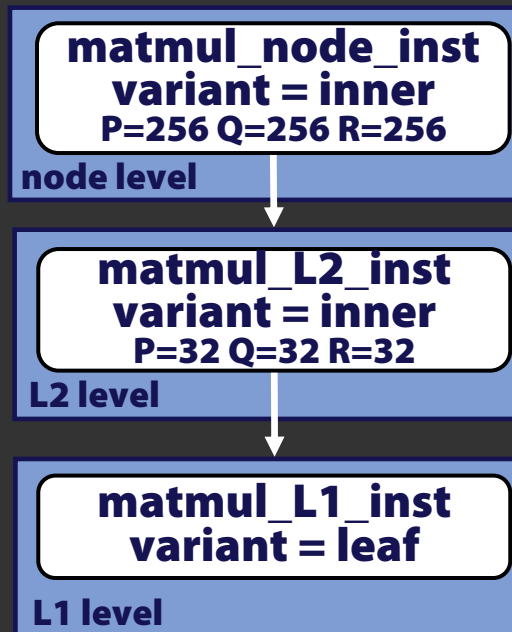 matmul_node_inst
variant = inner
P=256 Q=256 R=256
node level
matmul_L2_inst
variant = inner
P=32 Q=32 R=32
L2 level
matmul_L1_inst
variant = leaf
L1 level